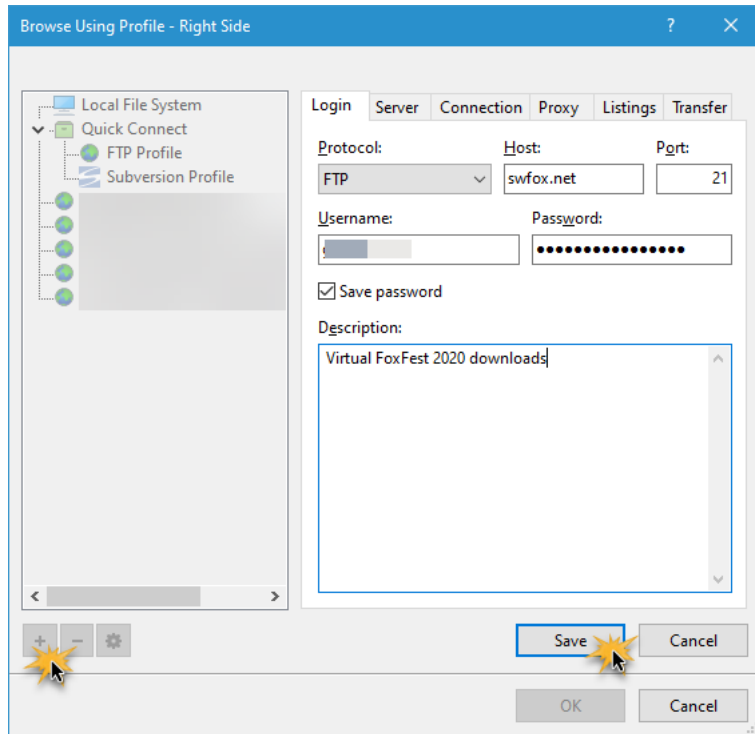 Browse Using Profile - Right Side
Local File System
Quick Connect
FTP Profile
Subversion Profile
Login Server Connection Proxy Listings Transfer
Protocol: Host: Port:
FTP swfox.net 21
Username: Password:
Save password
Description:
Virtual FoxFest 2020 downloads
Save Cancel
OK Cancel